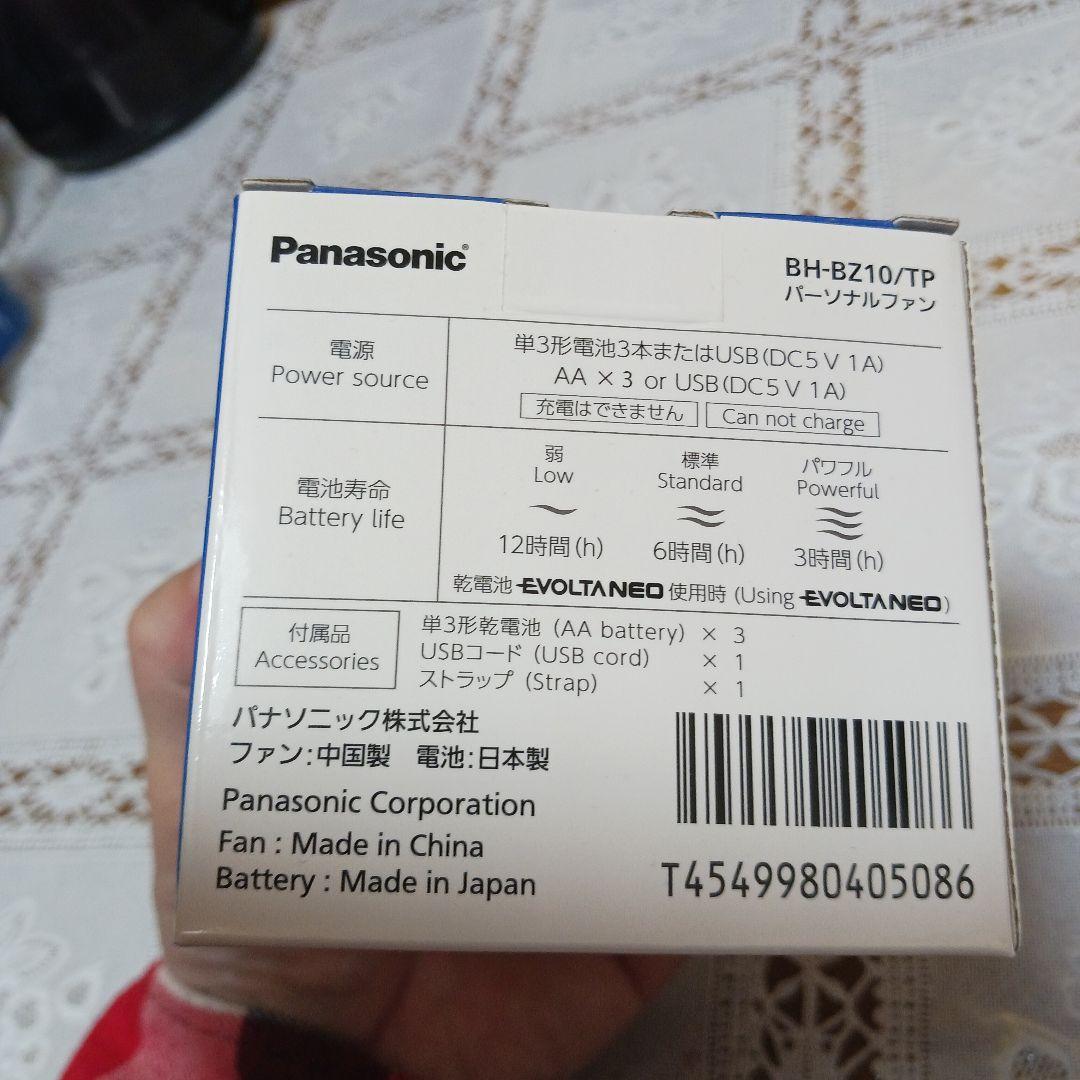 Panasonic®
BH-BZ10/TP
パーソナルファン
電源
Power source
単3形電池3本またはUSB(DC5V 1A)
AA × 3 or USB(DC5V 1A)
充電はできません Can not charge
電池寿命
Battery life
弱
Low
12時間(h)
標準
Standard
6時間(h)
パワフル
Powerful
3時間(h)
乾電池 EVOLTA NEO 使用時 (Using EVOLTA NEO)
付属品
Accessories
単3形乾電池 (AA battery) × 3
USBコード (USB cord) × 1
ストラップ (Strap) × 1
パナソニック株式会社
ファン:中国製 電池:日本製
Panasonic Corporation
Fan : Made in China
Battery : Made in Japan
T4549980405086